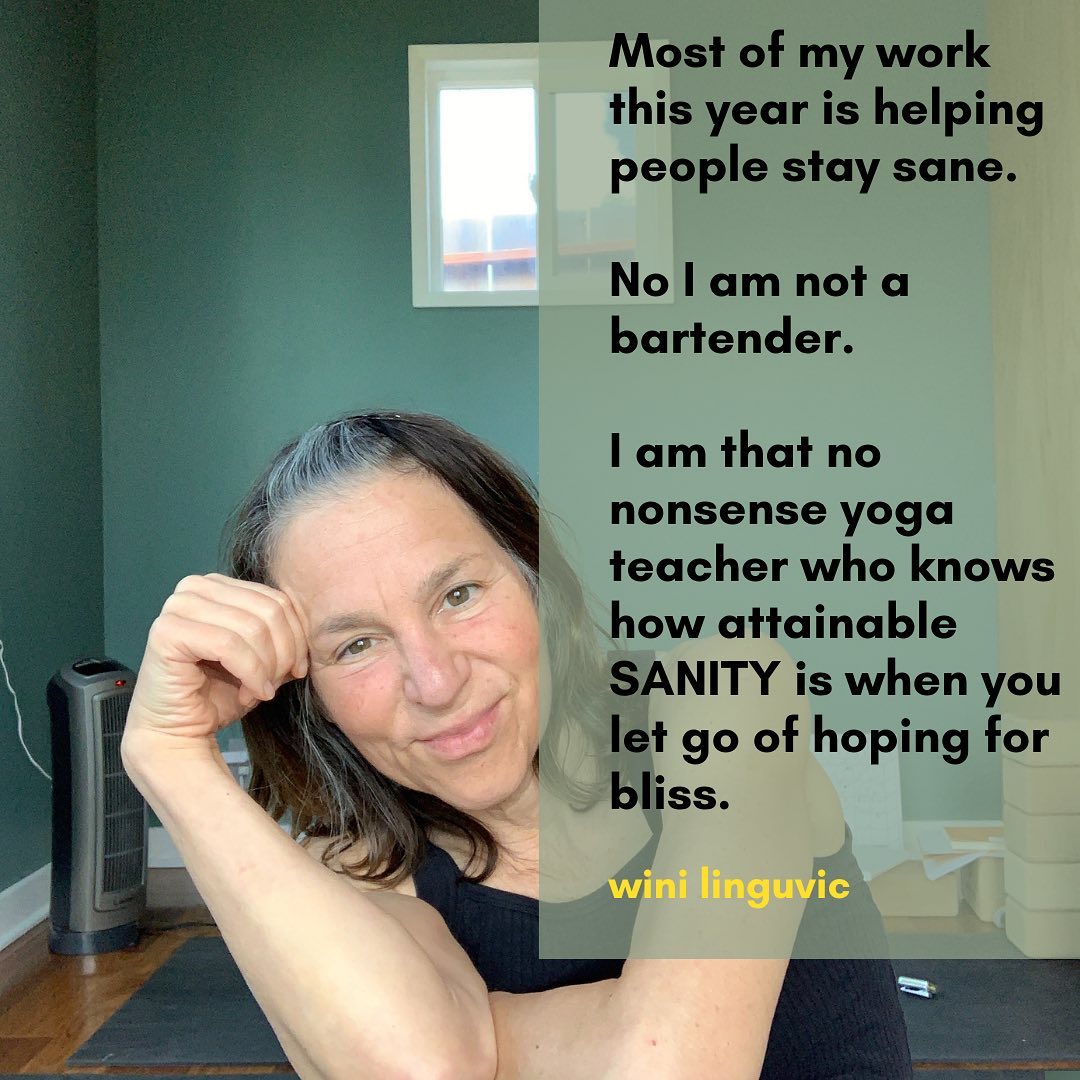 Most of my work
this year is helping
people stay sane.
No I am not a
bartender.
I am that no
nonsense yoga
teacher who knows
how attainable
SANITY is when you
let go of hoping for
bliss.
wini linguvic